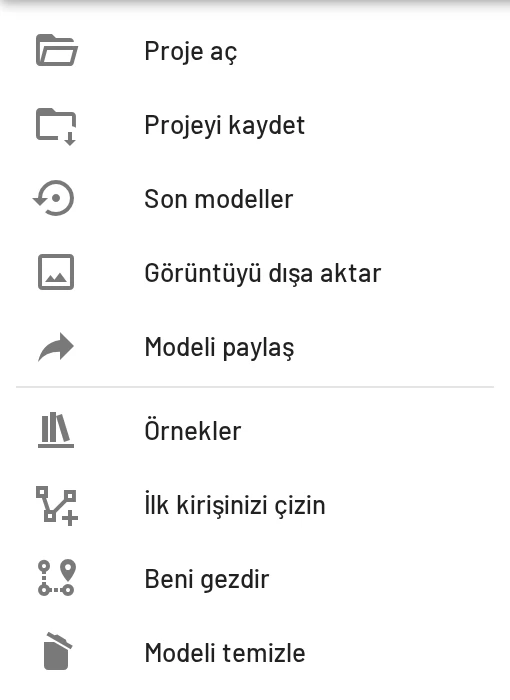 Proje aç
Projeyi kaydet
Son modeller
Görüntüyü dışa aktar
Modeli paylaş
Örnekler
İlk kirişinizi çizin
Beni gezdir
Modeli temizle